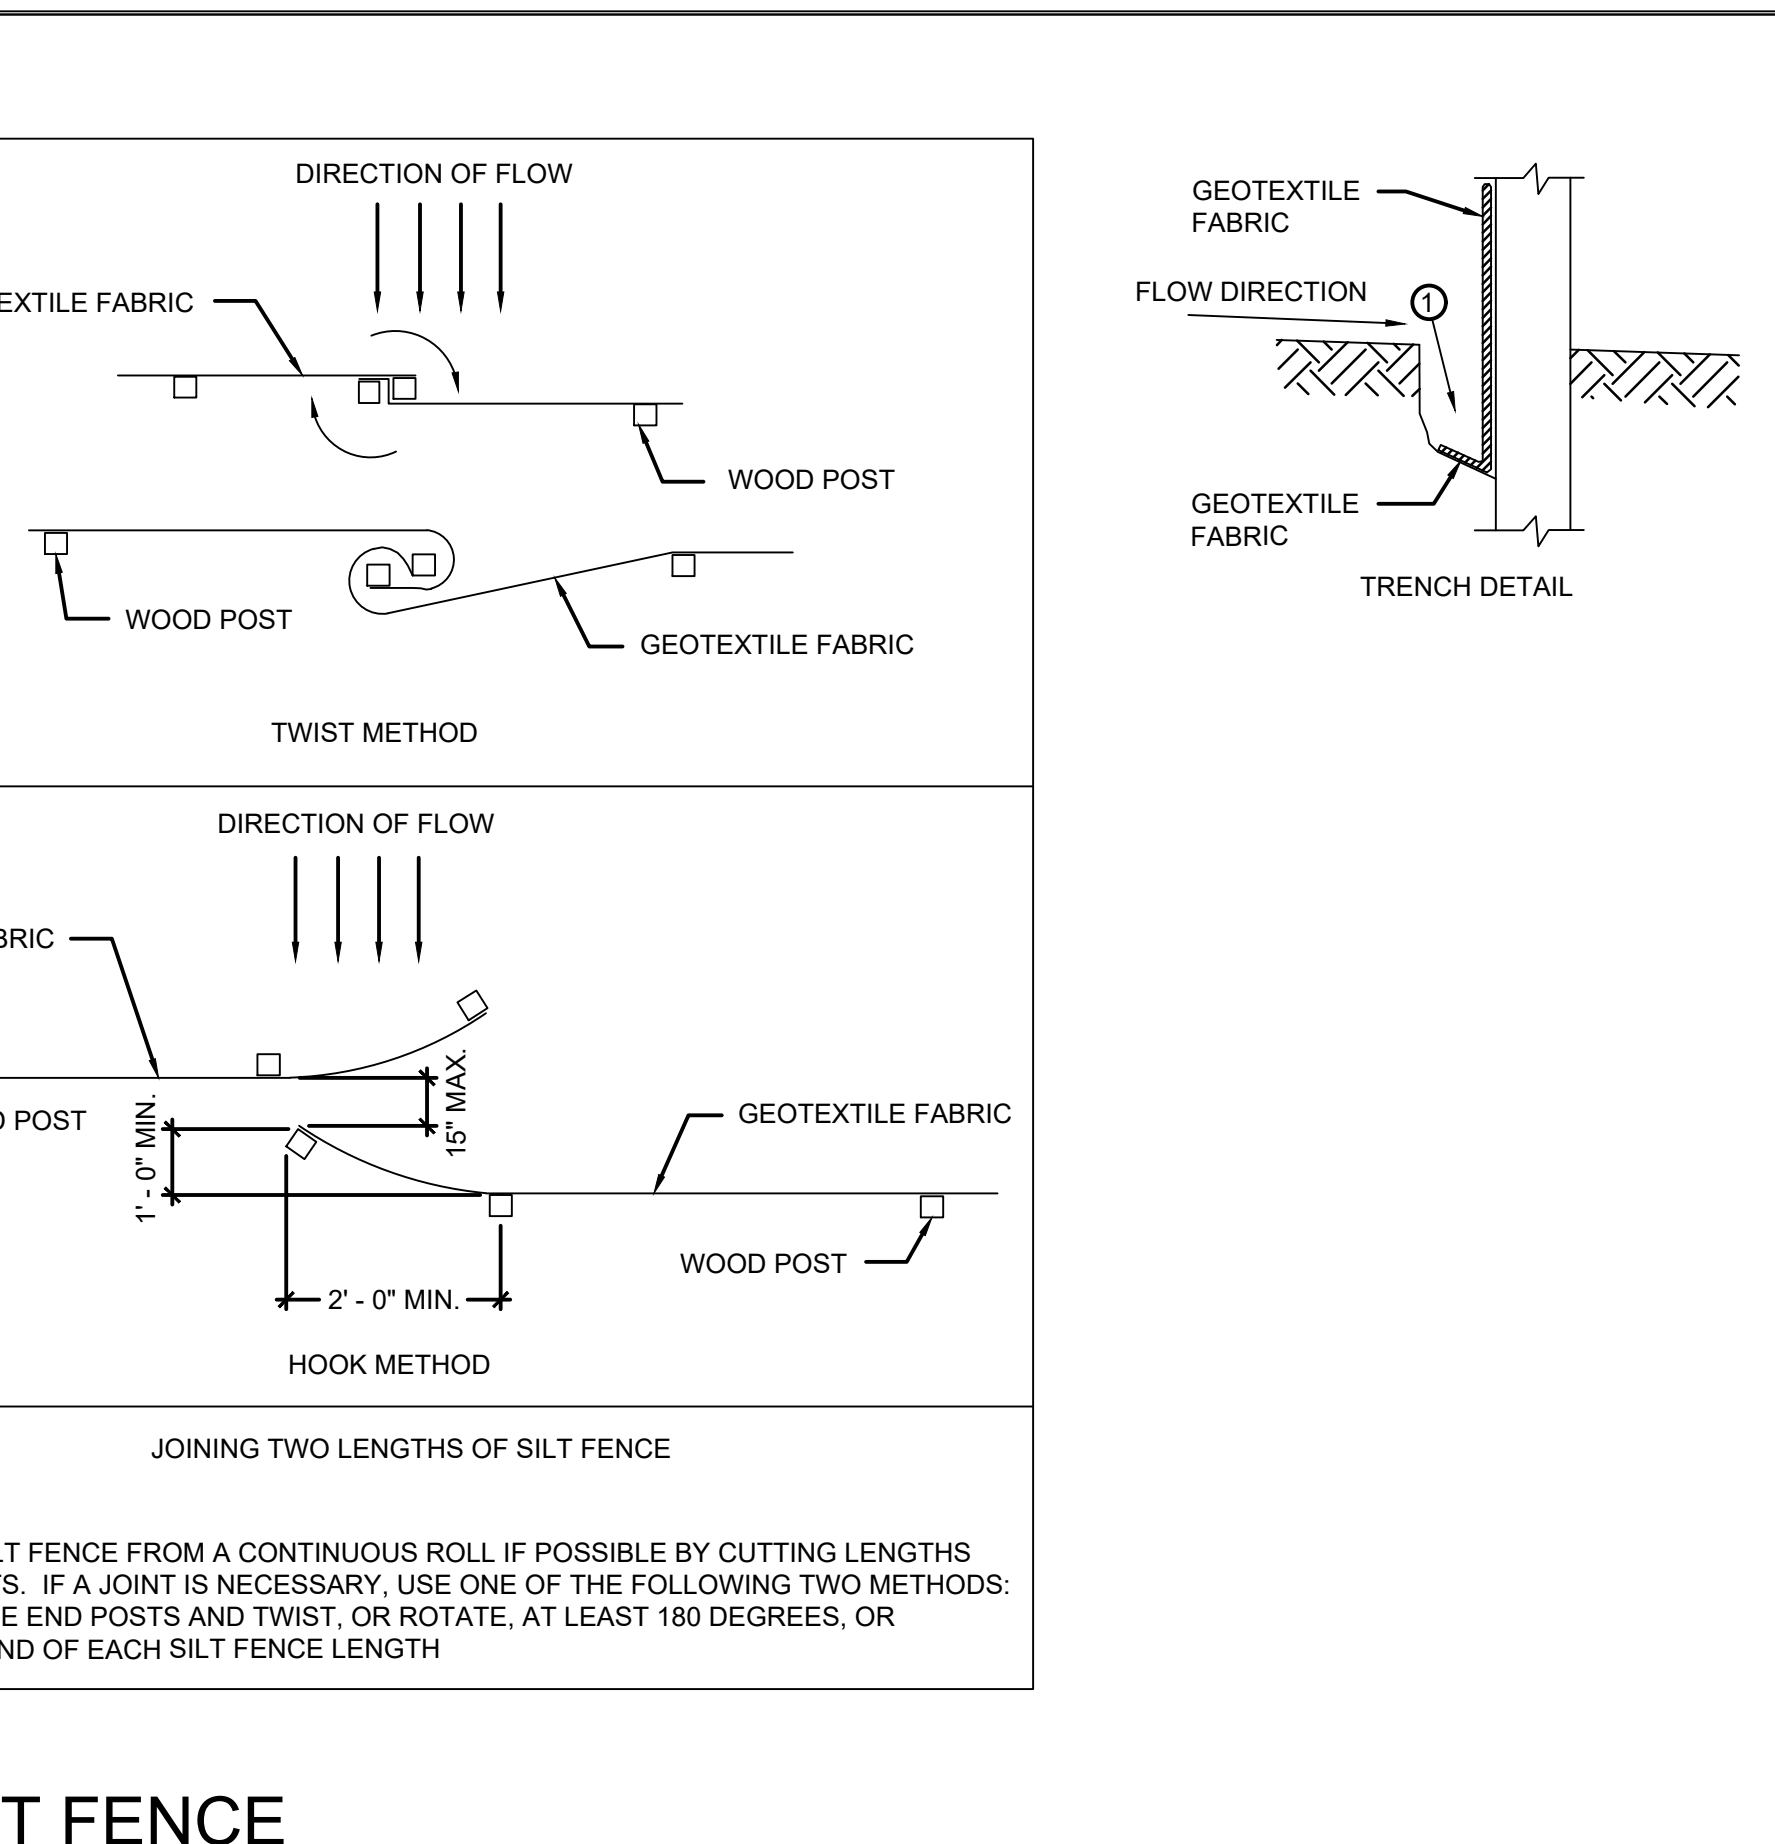 DIRECTION OF FLOW
EXTILE FABRIC
WOOD POST
WOOD POST
GEOTEXTILE FABRIC
TWIST METHOD
DIRECTION OF FLOW
BRIC
15" MAX.
POST
1' - 0" MIN.
GEOTEXTILE FABRIC
WOOD POST
2' - 0" MIN.
HOOK METHOD
JOINING TWO LENGTHS OF SILT FENCE
LT FENCE FROM A CONTINUOUS ROLL IF POSSIBLE BY CUTTING LENGTHS
TS. IF A JOINT IS NECESSARY, USE ONE OF THE FOLLOWING TWO METHODS:
E END POSTS AND TWIST, OR ROTATE, AT LEAST 180 DEGREES, OR
ND OF EACH SILT FENCE LENGTH
GEOTEXTILE
FABRIC
FLOW DIRECTION
1
GEOTEXTILE
FABRIC
TRENCH DETAIL
T FENCE